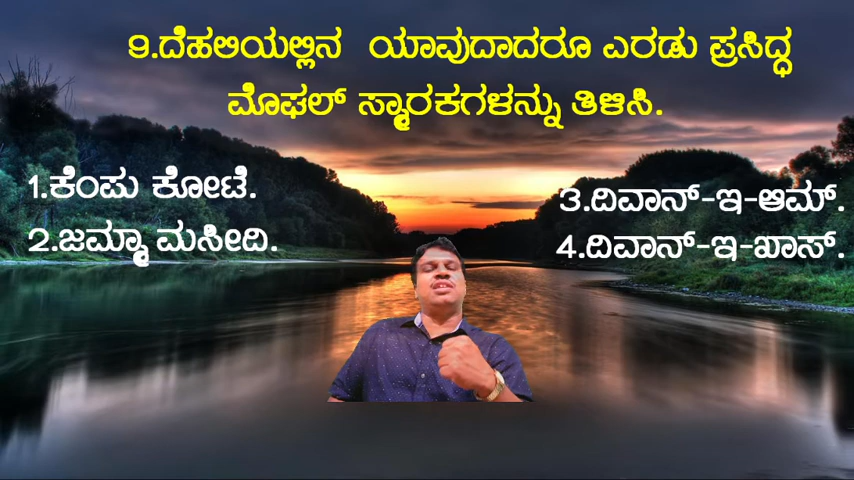 9.ದೆಹಲಿಯಲ್ಲಿನ ಯಾವುದಾದರೂ ಎರಡು ಪ್ರಸಿದ್ಧ
ಮೊಘಲ್ ಸ್ಮಾರಕಗಳನ್ನು ತಿಳಿಸಿ.
1.ಕೆಂಪು ಕೋಟೆ.
2.ಜಮ್ಮಾ ಮಸೀದಿ.
3.ದಿವಾನ್-ಇ-ಆಮ್.
4.ದಿವಾನ್-ಇ-ಖಾಸ್.